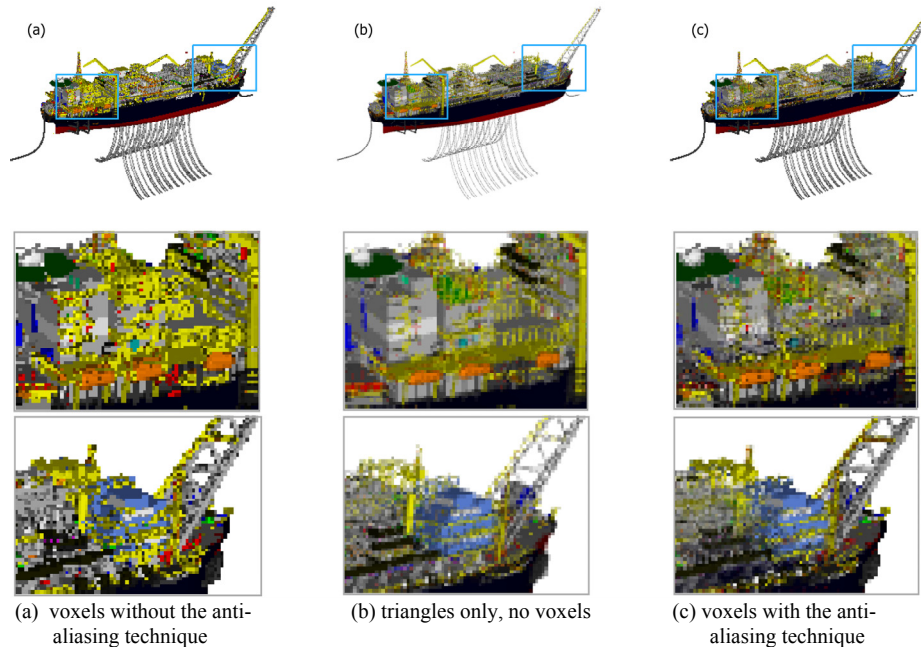 (a)
(b)
(c)
(a) voxels without the anti-
aliasing technique
(b) triangles only, no voxels
(c) voxels with the anti-
aliasing technique